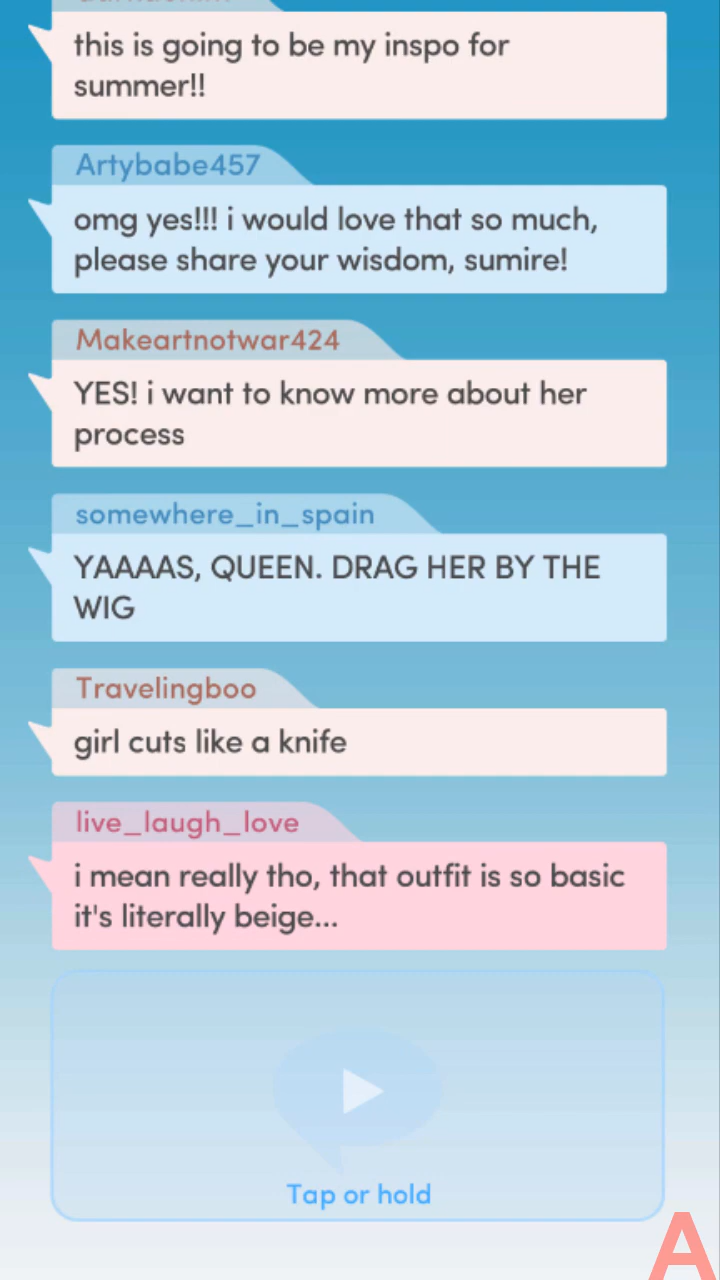 this is going to be my inspo for
summer!!
Artybabe457
omg yes!!! i would love that so much,
please share your wisdom, sumire!
Makeartnotwar424
YES! i want to know more about her
process
somewhere_in_spain
YAAAAS, QUEEN. DRAG HER BY THE
WIG
Travelingboo
girl cuts like a knife
live_laugh_love
i mean really tho, that outfit is so basic
it's literally beige...
Tap or hold
A